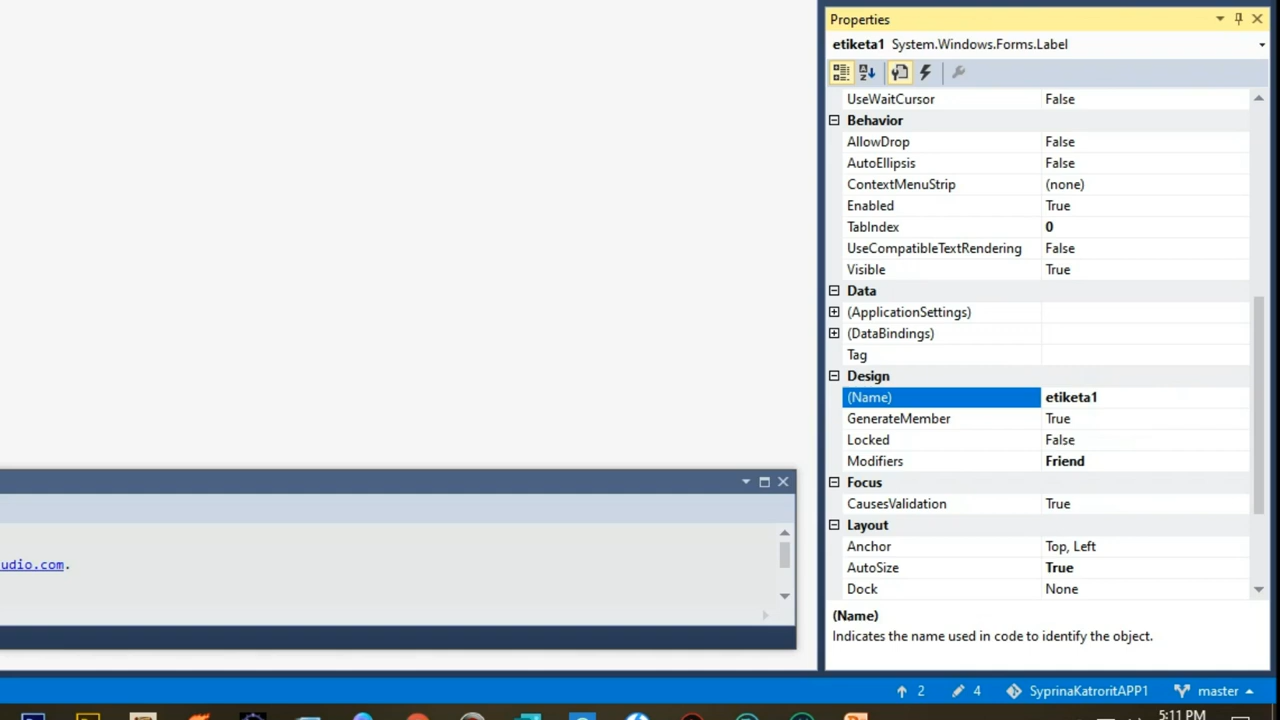 Properties
etiketa1 System.Windows.Forms.Label
UseWaitCursor False
Behavior
AllowDrop False
AutoEllipsis False
ContextMenuStrip (none)
Enabled True
TabIndex 0
UseCompatibleTextRendering False
Visible True
Data
(ApplicationSettings)
(DataBindings)
Tag
Design
(Name) etiketa1
GenerateMember True
Locked False
Modifiers Friend
Focus
CausesValidation True
Layout
Anchor Top, Left
AutoSize True
Dock None
(Name)
Indicates the name used in code to identify the object.
udio.com.
2 4 SyprinaKatroritAPP1 master
5:11 PM